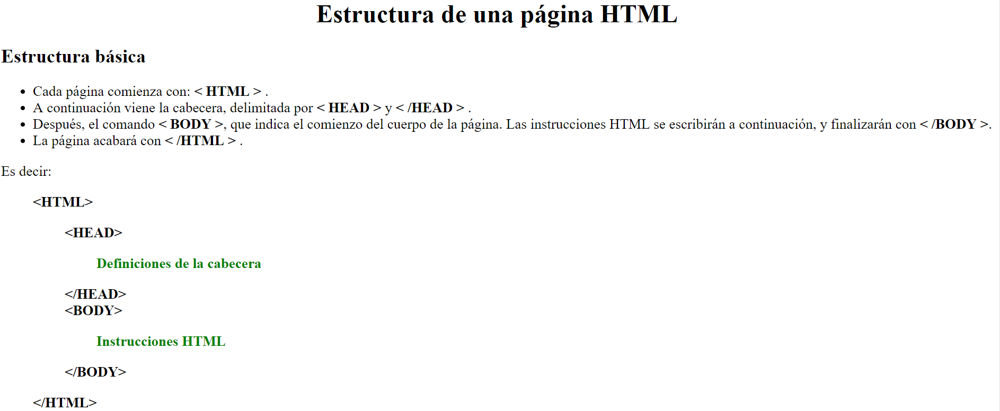 Estructura de una página HTML
Estructura básica
• Cada página comienza con: < HTML > .
• A continuación viene la cabecera, delimitada por < HEAD > y < /HEAD > .
• Después, el comando < BODY >, que indica el comienzo del cuerpo de la página. Las instrucciones HTML se escribirán a continuación, y finalizarán con < /BODY >.
• La página acabará con < /HTML > .
Es decir:
<HTML>
<HEAD>
Definiciones de la cabecera
</HEAD>
<BODY>
Instrucciones HTML
</BODY>
</HTML>